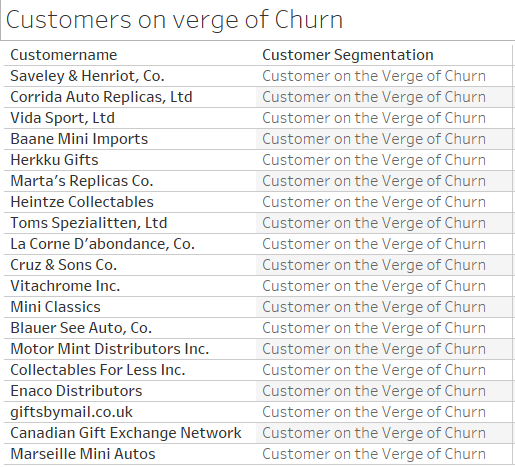 Customers on verge of Churn
Customername Customer Segmentation
Saveley & Henriot, Co. Customer on the Verge of Churn
Corrida Auto Replicas, Ltd Customer on the Verge of Churn
Vida Sport, Ltd Customer on the Verge of Churn
Baane Mini Imports Customer on the Verge of Churn
Herkku Gifts Customer on the Verge of Churn
Marta's Replicas Co. Customer on the Verge of Churn
Heintze Collectables Customer on the Verge of Churn
Toms Spezialitten, Ltd Customer on the Verge of Churn
La Corne D'abondance, Co. Customer on the Verge of Churn
Cruz & Sons Co. Customer on the Verge of Churn
Vitachrome Inc. Customer on the Verge of Churn
Mini Classics Customer on the Verge of Churn
Blauer See Auto, Co. Customer on the Verge of Churn
Motor Mint Distributors Inc. Customer on the Verge of Churn
Collectables For Less Inc. Customer on the Verge of Churn
Enaco Distributors Customer on the Verge of Churn
giftsbymail.co.uk Customer on the Verge of Churn
Canadian Gift Exchange Network Customer on the Verge of Churn
Marseille Mini Autos Customer on the Verge of Churn